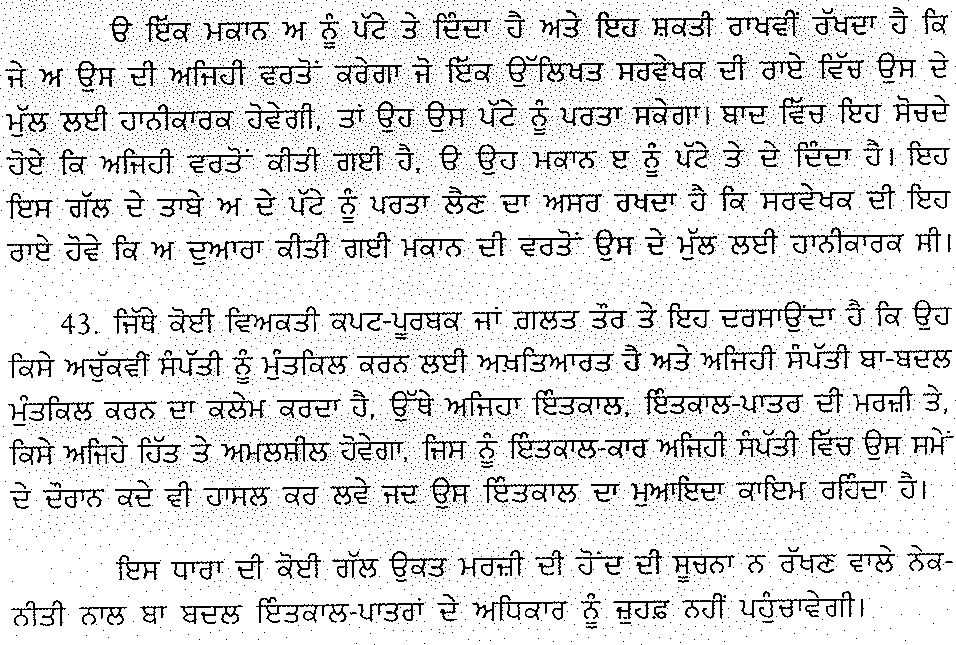 ੳ ਇੱਕ ਮਕਾਨ ਅ ਨੂੰ ਪੱਟੇ ਤੇ ਦਿੰਦਾ ਹੈ ਅਤੇ ਇਹ ਸ਼ਕਤੀ ਰਾਖਵੀਂ ਰੱਖਦਾ ਹੈ ਕਿ
ਜੇ ਅ ਉਸ ਦੀ ਅਜਿਹੀ ਵਰਤੋਂ ਕਰੇਗਾ ਜੋ ਇੱਕ ਉੱਲਿਖਤ ਸਰਵੇਖਕ ਦੀ ਰਾਏ ਵਿੱਚ ਉਸ ਦੇ
ਮੁੱਲ ਲਈ ਹਾਨੀਕਾਰਕ ਹੋਵੇਗੀ, ਤਾਂ ਉਹ ਉਸ ਪੱਟੇ ਨੂੰ ਪਰਤਾ ਸਕੇਗਾ। ਬਾਦ ਵਿੱਚ ਇਹ ਸੋਚਦੇ
ਹੋਏ ਕਿ ਅਜਿਹੀ ਵਰਤੋਂ ਕੀਤੀ ਗਈ ਹੈ, ੳ ਉਹ ਮਕਾਨ ੲ ਨੂੰ ਪੱਟੇ ਤੇ ਦੇ ਦਿੰਦਾ ਹੈ। ਇਹ
ਇਸ ਗੱਲ ਦੇ ਤਾਬੇ ਅ ਦੇ ਪੱਟੇ ਨੂੰ ਪਰਤਾ ਲੈਣ ਦਾ ਅਸਰ ਰਖਦਾ ਹੈ ਕਿ ਸਰਵੇਖਕ ਦੀ ਇਹ
ਰਾਏ ਹੋਵੇ ਕਿ ਅ ਦੁਆਰਾ ਕੀਤੀ ਗਈ ਮਕਾਨ ਦੀ ਵਰਤੋਂ ਉਸ ਦੇ ਮੁੱਲ ਲਈ ਹਾਨੀਕਾਰਕ ਸੀ।
43. ਜਿੱਥੇ ਕੋਈ ਵਿਅਕਤੀ ਕਪਟ-ਪੂਰਬਕ ਜਾਂ ਗ਼ਲਤ ਤੌਰ ਤੇ ਇਹ ਦਰਸਾਉਂਦਾ ਹੈ ਕਿ ਉਹ
ਕਿਸੇ ਅਚੁੱਕਵੀਂ ਸੰਪੱਤੀ ਨੂੰ ਮੁੰਤਕਿਲ ਕਰਨ ਲਈ ਅਖ਼ਤਿਆਰਤ ਹੈ ਅਤੇ ਅਜਿਹੀ ਸੰਪੱਤੀ ਬਾ-ਬਦਲ
ਮੁੰਤਕਿਲ ਕਰਨ ਦਾ ਕਲੇਮ ਕਰਦਾ ਹੈ, ਉੱਥੇ ਅਜਿਹਾ ਇੰਤਕਾਲ, ਇੰਤਕਾਲ-ਪਾਤਰ ਦੀ ਮਰਜ਼ੀ ਤੇ,
ਕਿਸੇ ਅਜਿਹੇ ਹਿੱਤ ਤੇ ਅਮਲਸ਼ੀਲ ਹੋਵੇਗਾ, ਜਿਸ ਨੂੰ ਇੰਤਕਾਲ-ਕਾਰ ਅਜਿਹੀ ਸੰਪੱਤੀ ਵਿੱਚ ਉਸ ਸਮੇਂ
ਦੇ ਦੌਰਾਨ ਕਦੇ ਵੀ ਹਾਸਲ ਕਰ ਲਵੇ ਜਦ ਉਸ ਇੰਤਕਾਲ ਦਾ ਮੁਆਇਦਾ ਕਾਇਮ ਰਹਿੰਦਾ ਹੈ।
ਇਸ ਧਾਰਾ ਦੀ ਕੋਈ ਗੱਲ ਉਕਤ ਮਰਜ਼ੀ ਦੀ ਹੋਂਦ ਦੀ ਸੂਚਨਾ ਨ ਰੱਖਣ ਵਾਲੇ ਨੇਕ-
ਨੀਤੀ ਨਾਲ ਬਾ ਬਦਲ ਇੰਤਕਾਲ-ਪਾਤਰਾਂ ਦੇ ਅਧਿਕਾਰ ਨੂੰ ਜ਼ੁਹਫ਼ ਨਹੀਂ ਪਹੁੰਚਾਵੇਗੀ।